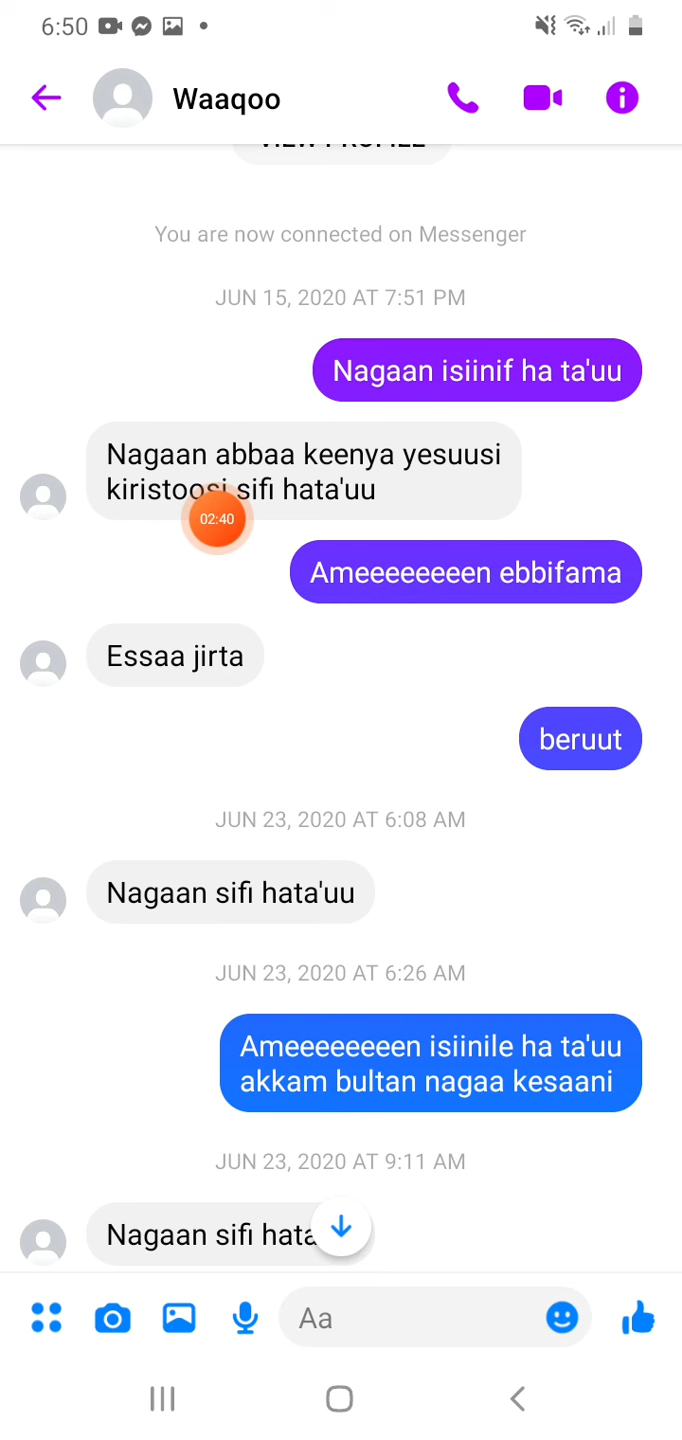 6:50
Waaqoo
VIEW PROFILE
You are now connected on Messenger
JUN 15, 2020 AT 7:51 PM
Nagaan isiinif ha ta'uu
Nagaan abbaa keenya yesuusi
kiristoosi sifi hata'uu
02:40
Ameeeeeeeen ebbifama
Essaa jirta
beruut
JUN 23, 2020 AT 6:08 AM
Nagaan sifi hata'uu
JUN 23, 2020 AT 6:26 AM
Ameeeeeeeen isiinile ha ta'uu
akkam bultan nagaa kesaani
JUN 23, 2020 AT 9:11 AM
Nagaan sifi
Aa